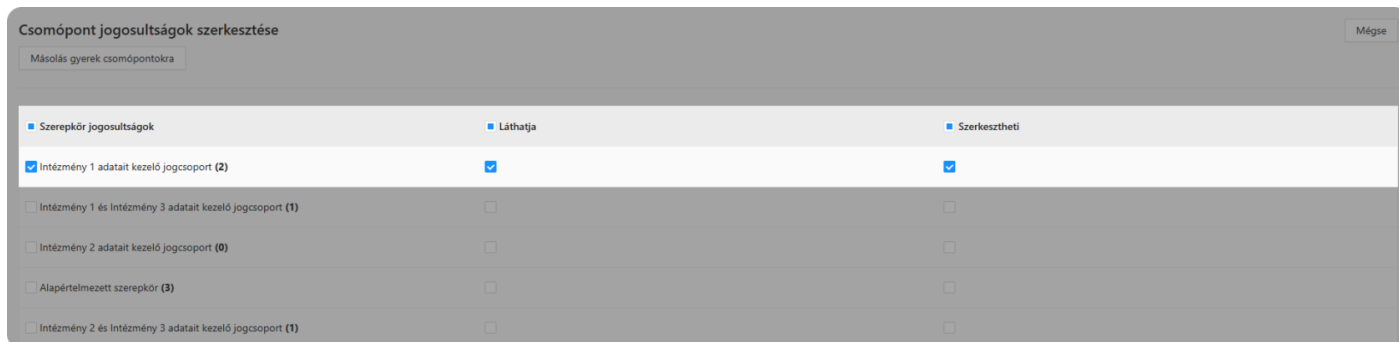 Csomópont jogosultságok szerkesztése
Mégse
Másolás gyerek csomópontokra
Szerepkör jogosultságok Láthatja Szerkesztheti
Intézmény 1 adatait kezelő jogcsoport (2)
Intézmény 1 és Intézmény 3 adatait kezelő jogcsoport (1)
Intézmény 2 adatait kezelő jogcsoport (0)
Alapértelmezett szerepkör (3)
Intézmény 2 és Intézmény 3 adatait kezelő jogcsoport (1)